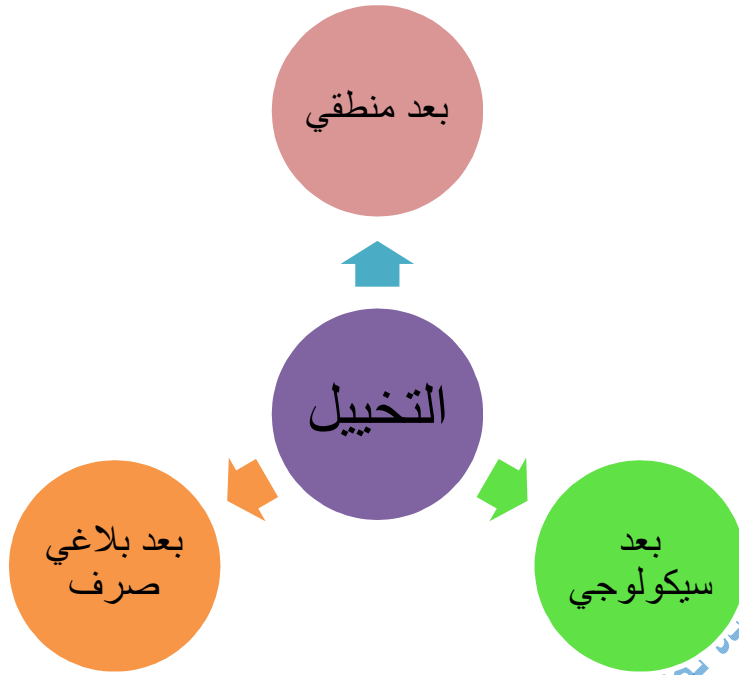 بعد منطقي
التخييل
بعد
سيكولوجي
بعد بلاغي
صرف